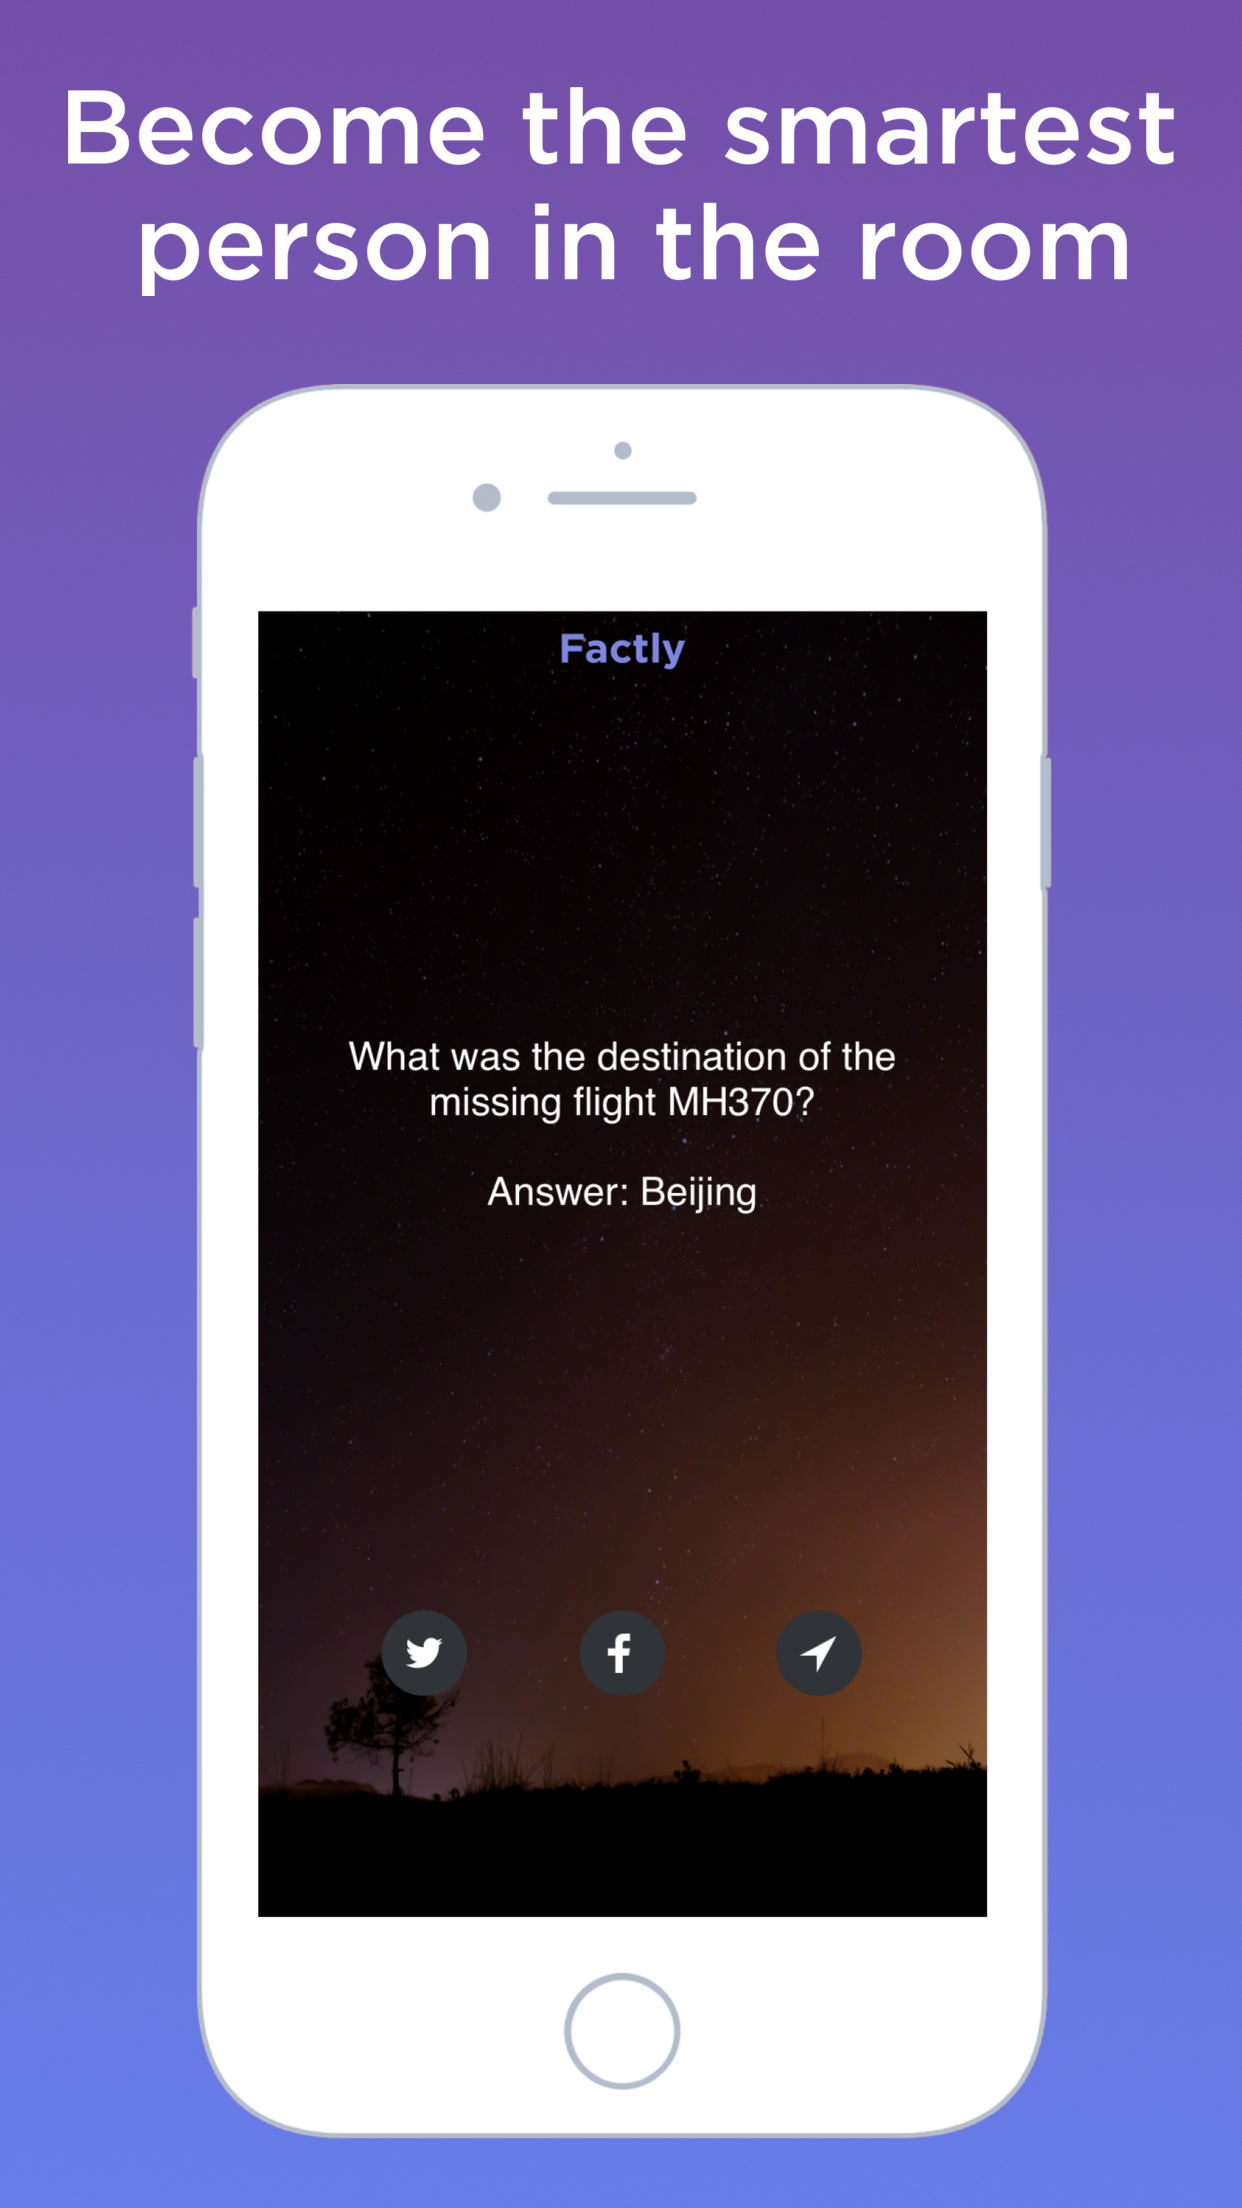 Become the smartest
person in the room
Factly
What was the destination of the
missing flight MH370?
Answer: Beijing